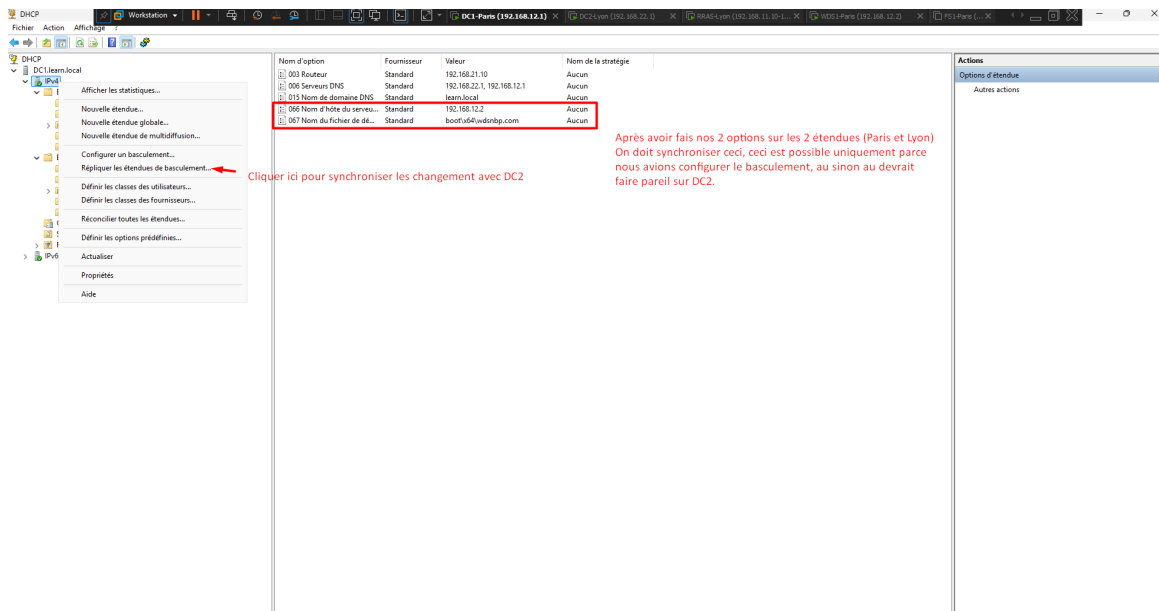 DHCP
Workstation
DC1-Paris (192.168.12.1)
DC2-Lyon (192.168.22.1)
RRAS-Lyon (192.168.11.10-1...
WDS1-Paris (192.168.12.2)
FS1-Paris (...
Fichier Action Affichage ?
DHCP
DC1.learn.local
IPv4
IPv6
Afficher les statistiques...
Nouvelle étendue...
Nouvelle étendue globale...
Nouvelle étendue de multidiffusion...
Configurer un basculement...
Répliquer les étendues de basculement...
Définir les classes des utilisateurs...
Définir les classes des fournisseurs...
Réconcilier toutes les étendues...
Définir les options prédéfinies...
Actualiser
Propriétés
Aide
Nom d'option Fournisseur Valeur Nom de la stratégie
003 Routeur Standard 192.168.21.10 Aucun
006 Serveurs DNS Standard 192.168.22.1, 192.168.12.1 Aucun
015 Nom de domaine DNS Standard learn.local Aucun
066 Nom d'hôte du serveu... Standard 192.168.12.2 Aucun
067 Nom du fichier de dé... Standard boot\x64\wdsnbp.com Aucun
Cliquer ici pour synchroniser les changement avec DC2
Après avoir fais nos 2 options sur les 2 étendues (Paris et Lyon)
On doit synchroniser ceci, ceci est possible uniquement parce
nous avions configurer le basculement, au sinon au devrait
faire pareil sur DC2.
Actions
Options d'étendue
Autres actions